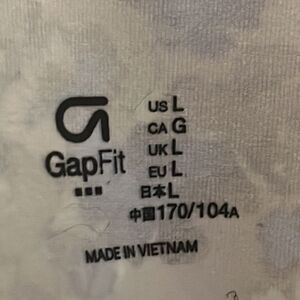 GapFit
US L
CA G
UK L
EU L
日本 L
中国 170/104A
MADE IN VIETNAM